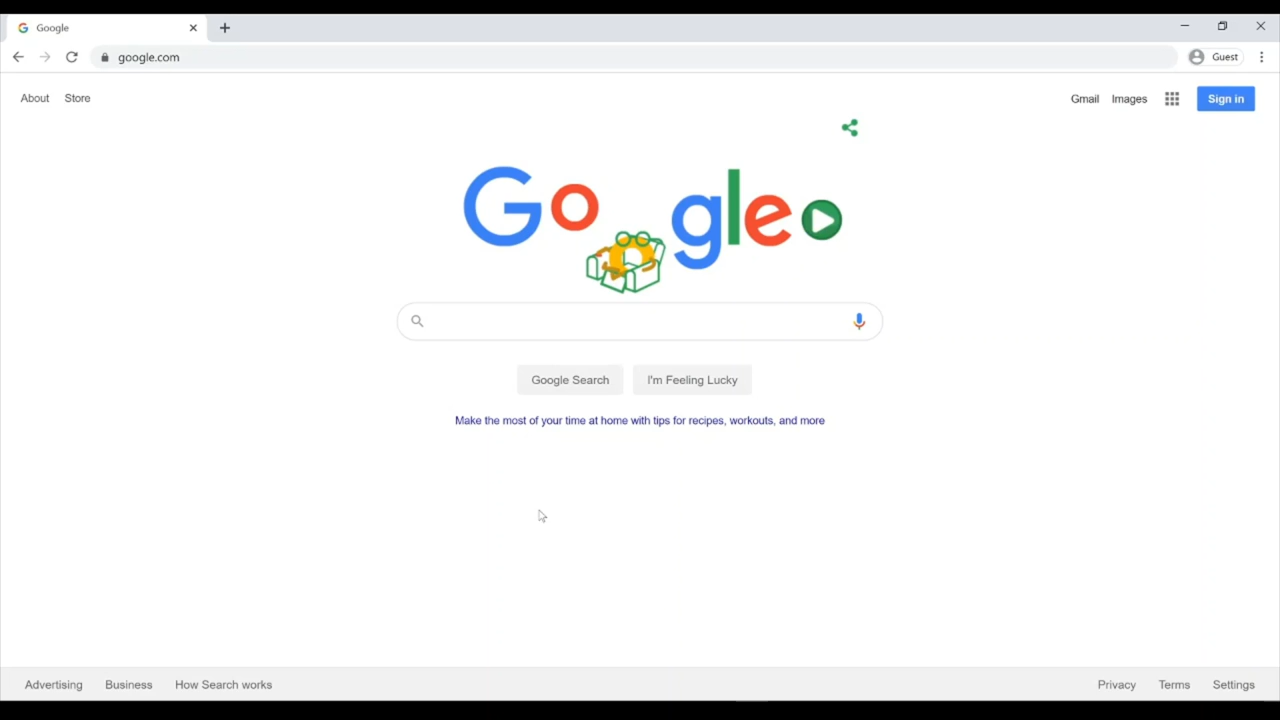 Google
google.com
Guest
About Store
Gmail Images Sign in
Google
Google Search I'm Feeling Lucky
Make the most of your time at home with tips for recipes, workouts, and more
Advertising Business How Search works
Privacy Terms Settings